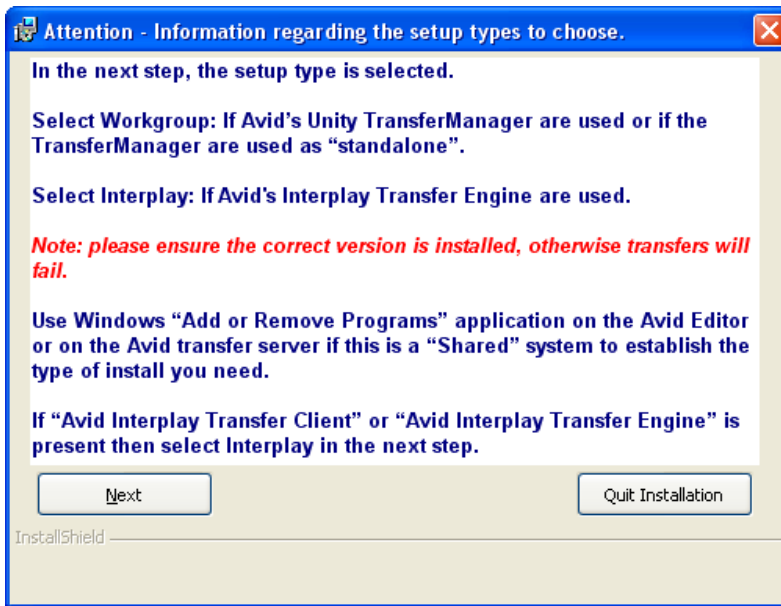 Attention - Information regarding the setup types to choose.
In the next step, the setup type is selected.
Select Workgroup: If Avid's Unity TransferManager are used or if the
TransferManager are used as “standalone”.
Select Interplay: If Avid's Interplay Transfer Engine are used.
Note: please ensure the correct version is installed, otherwise transfers will
fail.
Use Windows “Add or Remove Programs” application on the Avid Editor
or on the Avid transfer server if this is a “Shared” system to establish the
type of install you need.
If “Avid Interplay Transfer Client” or “Avid Interplay Transfer Engine” is
present then select Interplay in the next step.
Next
Quit Installation
InstallShield